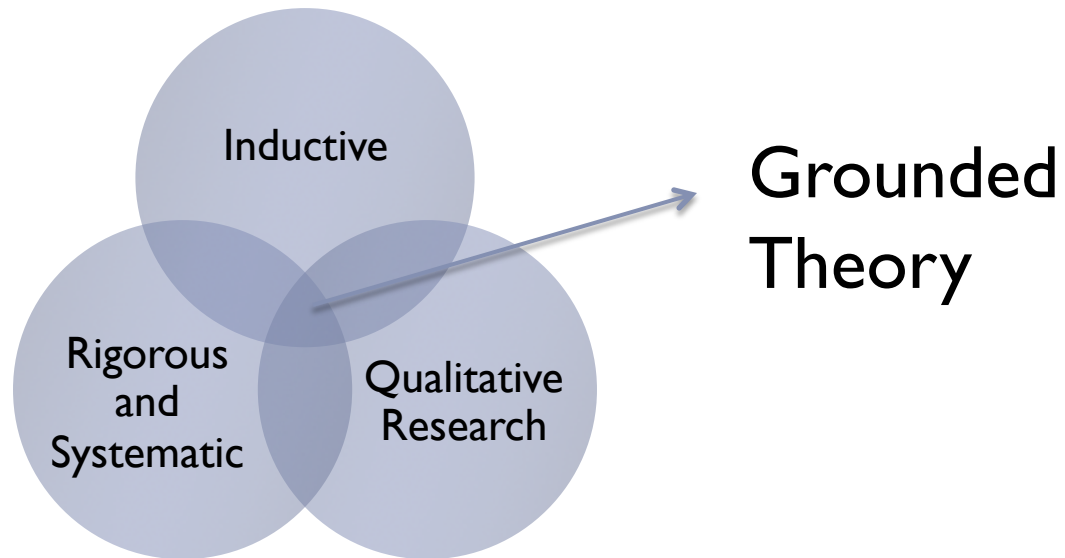 Inductive
Grounded
Theory
Rigorous
and
Systematic
Qualitative
Research